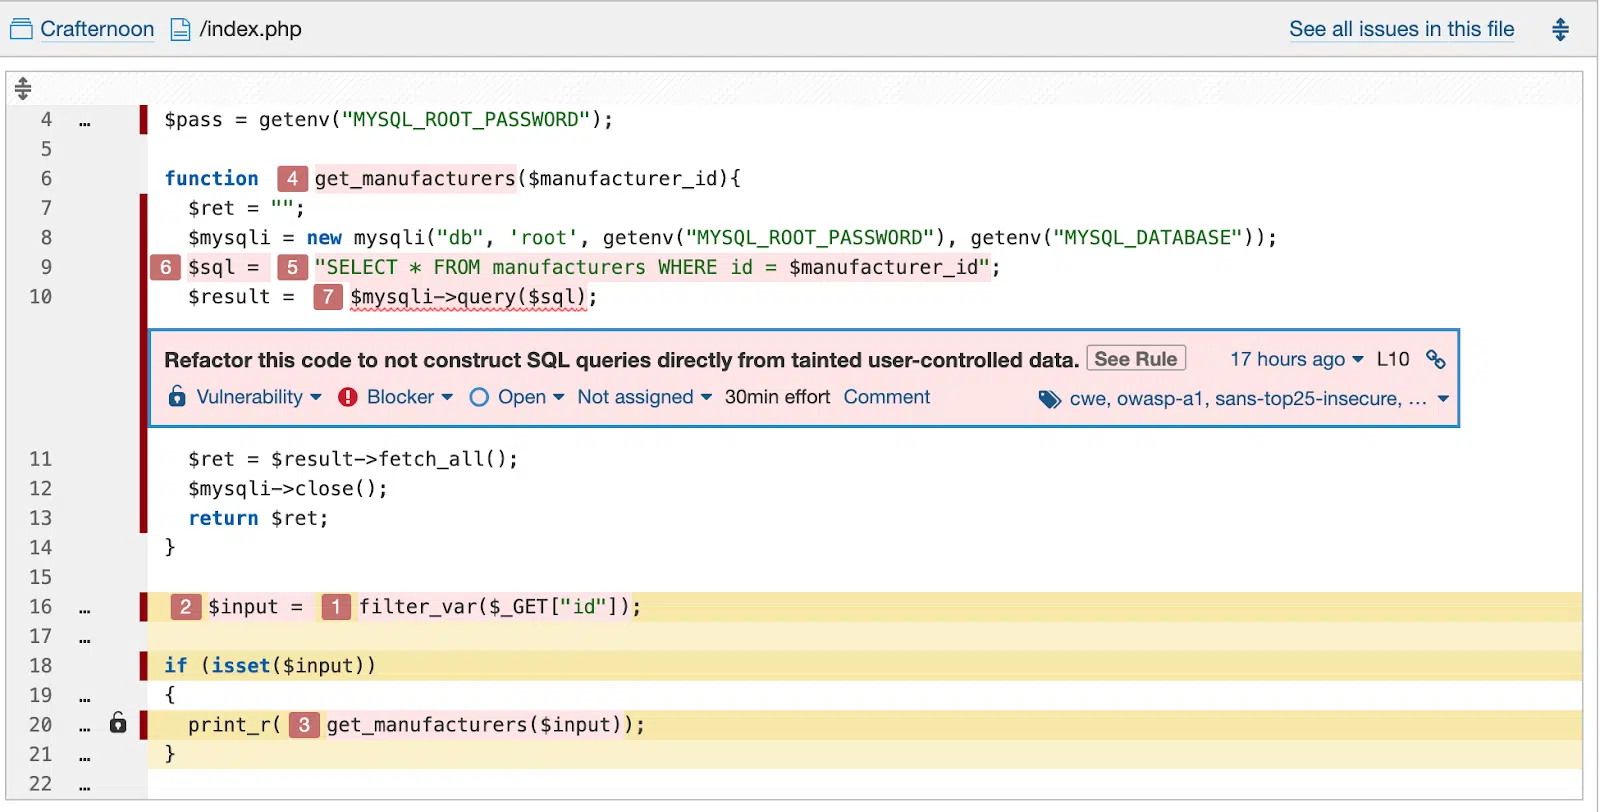 Crafternoon /index.php See all issues in this file
4 … $pass = getenv("MYSQL_ROOT_PASSWORD");
5
6 function 4 get_manufacturers($manufacturer_id){
7 $ret = "";
8 $mysqli = new mysqli("db", 'root', getenv("MYSQL_ROOT_PASSWORD"), getenv("MYSQL_DATABASE"));
9 6 $sql = 5 "SELECT * FROM manufacturers WHERE id = $manufacturer_id";
10 $result = 7 $mysqli->query($sql);
Refactor this code to not construct SQL queries directly from tainted user-controlled data. See Rule 17 hours ago L10
Vulnerability Blocker Open Not assigned 30min effort Comment cwe, owasp-a1, sans-top25-insecure, …
11 $ret = $result->fetch_all();
12 $mysqli->close();
13 return $ret;
14 }
15
16 … 2 $input = 1 filter_var($_GET["id"]);
17 …
18 if (isset($input))
19 … {
20 … print_r( 3 get_manufacturers($input));
21 … }
22 …